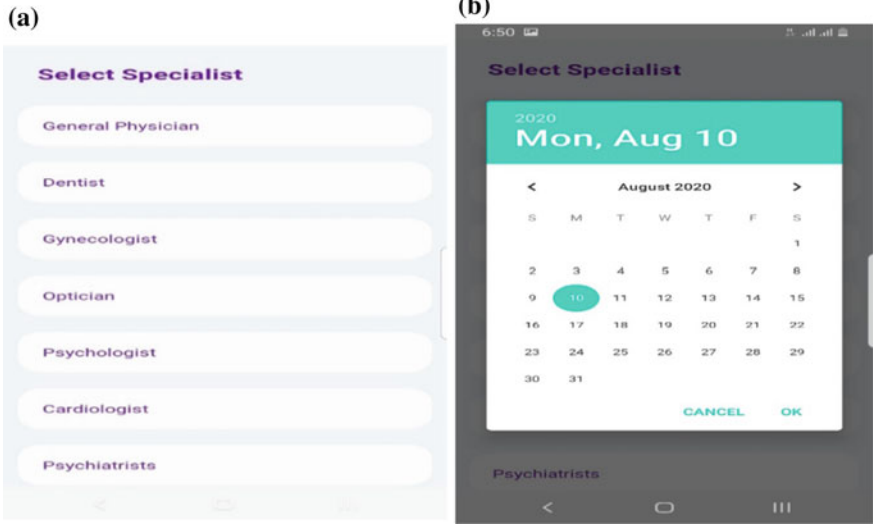 (a)
Select Specialist
General Physician
Dentist
Gynecologist
Optician
Psychologist
Cardiologist
Psychiatrists
(b)
6:50
Select Specialist
2020
Mon, Aug 10
< August 2020 >
S M T W T F S
1
2 3 4 5 6 7 8
9 10 11 12 13 14 15
16 17 18 19 20 21 22
23 24 25 26 27 28 29
30 31
CANCEL OK
Psychiatrists